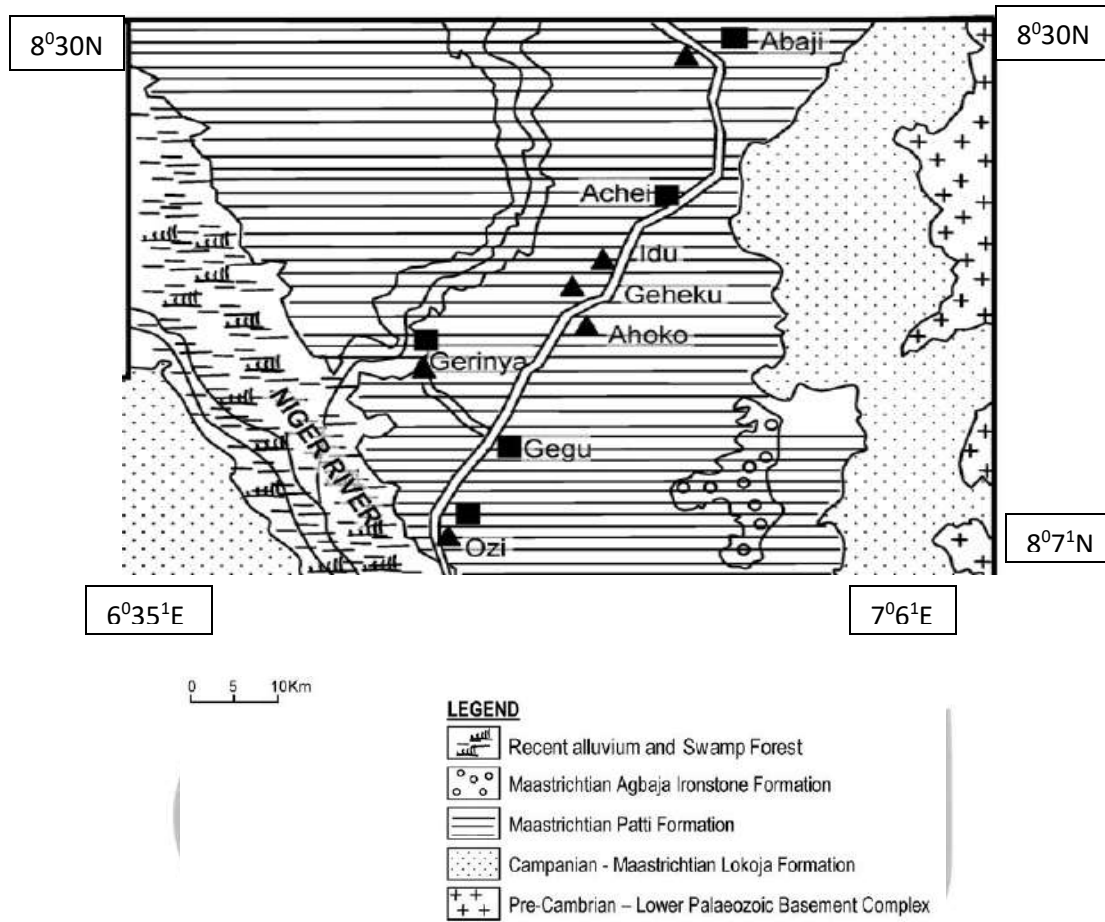 8⁰30N
8⁰30N
Abaji
Achei
Idu
Geheku
Ahoko
Gerinya
NIGER RIVER
Gegu
Ozi
8⁰7¹N
6⁰35¹E
7⁰6¹E
0 5 10Km
LEGEND
Recent alluvium and Swamp Forest
Maastrichtian Agbaja Ironstone Formation
Maastrichtian Patti Formation
Campanian - Maastrichtian Lokoja Formation
Pre-Cambrian – Lower Palaeozoic Basement Complex